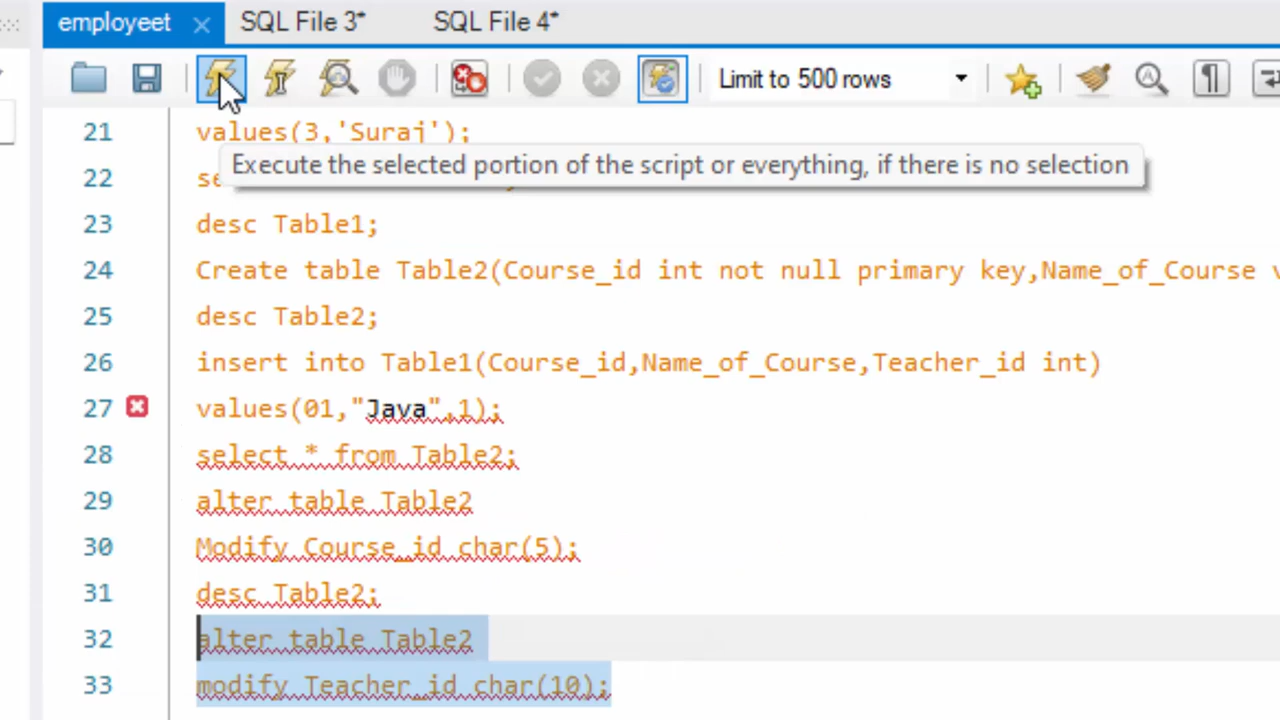 employeet SQL File 3* SQL File 4*
Limit to 500 rows
21 values(3,'Suraj');
Execute the selected portion of the script or everything, if there is no selection
22
23 desc Table1;
24 Create table Table2(Course_id int not null primary key,Name_of_Course v
25 desc Table2;
26 insert into Table1(Course_id,Name_of_Course,Teacher_id int)
27 values(01,"Java",1);
28 select * from Table2;
29 alter table Table2
30 Modify Course_id char(5);
31 desc Table2;
32 alter table Table2
33 modify Teacher_id char(10);